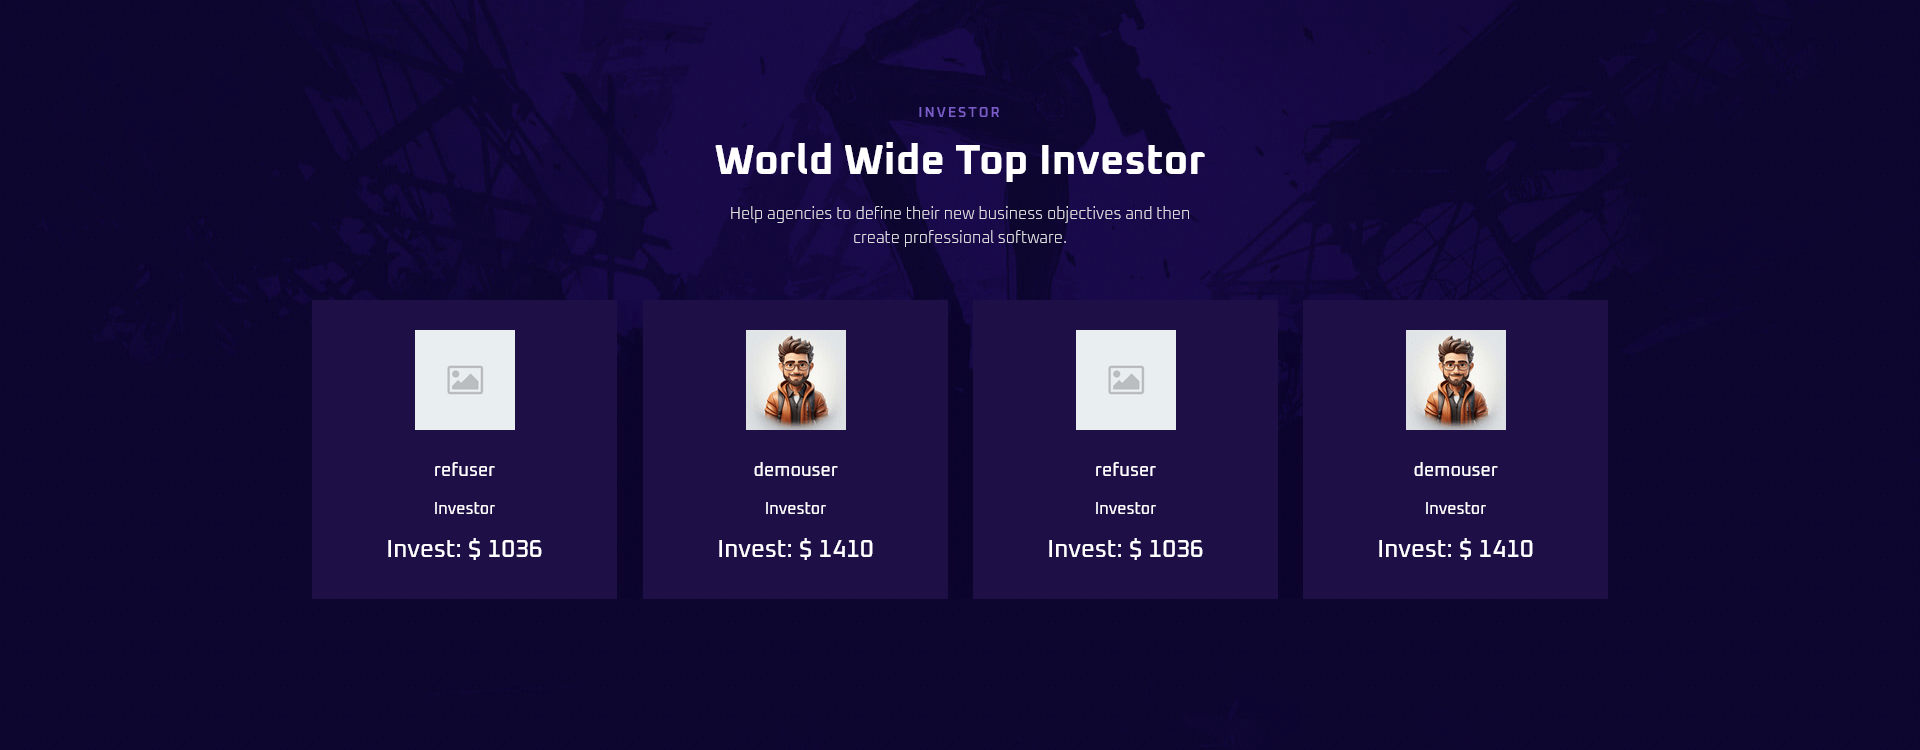 INVESTOR
World Wide Top Investor
Help agencies to define their new business objectives and then
create professional software.
refuser
Investor
Invest: $ 1036
demouser
Investor
Invest: $ 1410
refuser
Investor
Invest: $ 1036
demouser
Investor
Invest: $ 1410